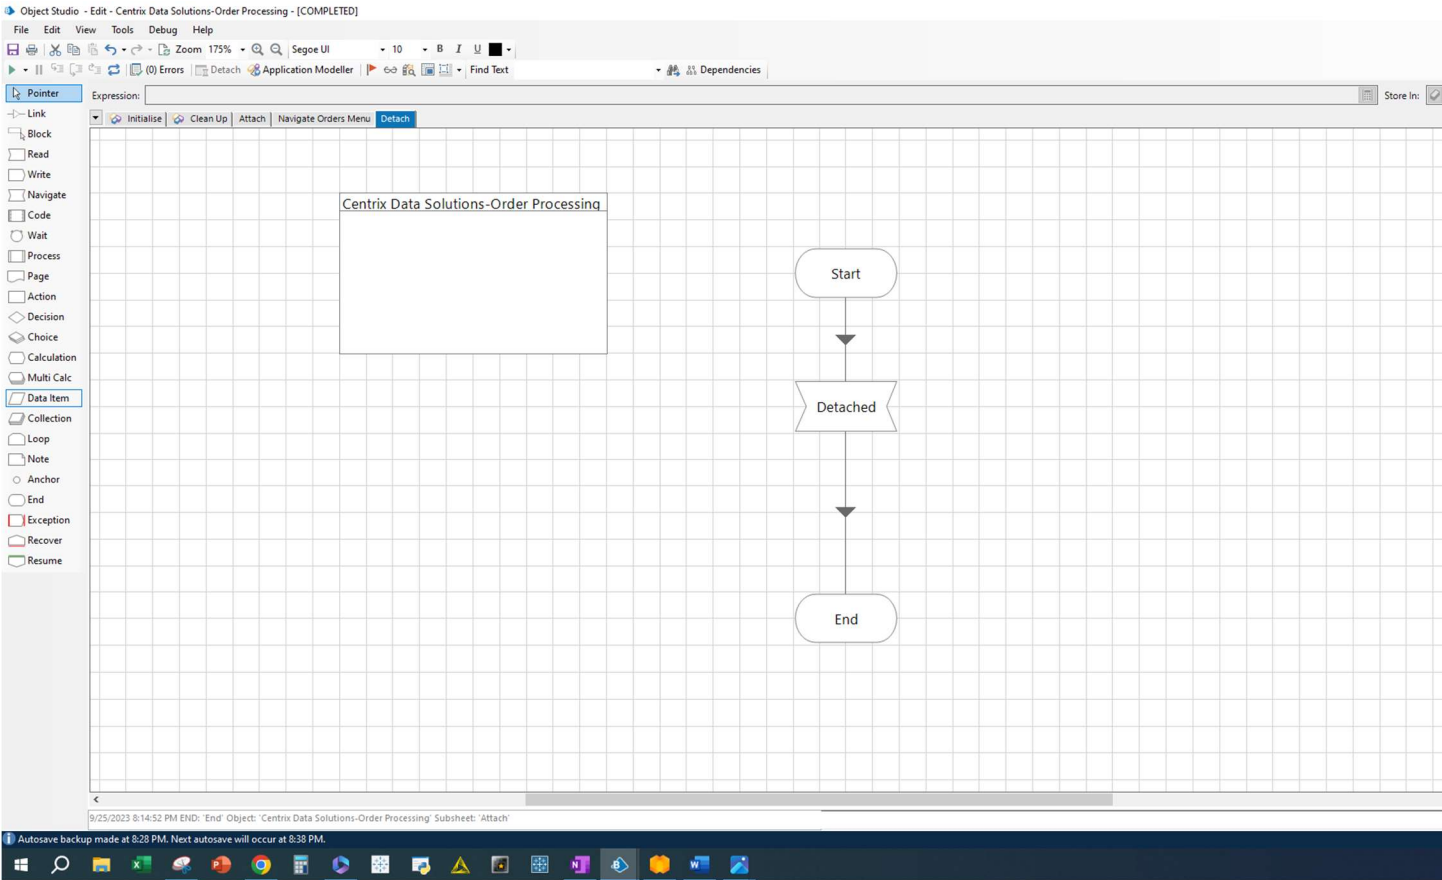 Object Studio - Edit - Centrix Data Solutions-Order Processing - [COMPLETED]
File Edit View Tools Debug Help
Zoom 175% Segoe UI 10 B I U
(0) Errors Detach Application Modeller Find Text Dependencies
Pointer
Expression: Store In:
Link
Initialise Clean Up Attach Navigate Orders Menu Detach
Block
Read
Write
Navigate
Code
Wait
Process
Page
Action
Decision
Choice
Calculation
Multi Calc
Data Item
Collection
Loop
Note
Anchor
End
Exception
Recover
Resume
Centrix Data Solutions-Order Processing
Start
Detached
End
9/25/2023 8:14:52 PM END: 'End' Object: 'Centrix Data Solutions-Order Processing' Subsheet: 'Attach'
Autosave backup made at 8:28 PM. Next autosave will occur at 8:38 PM.